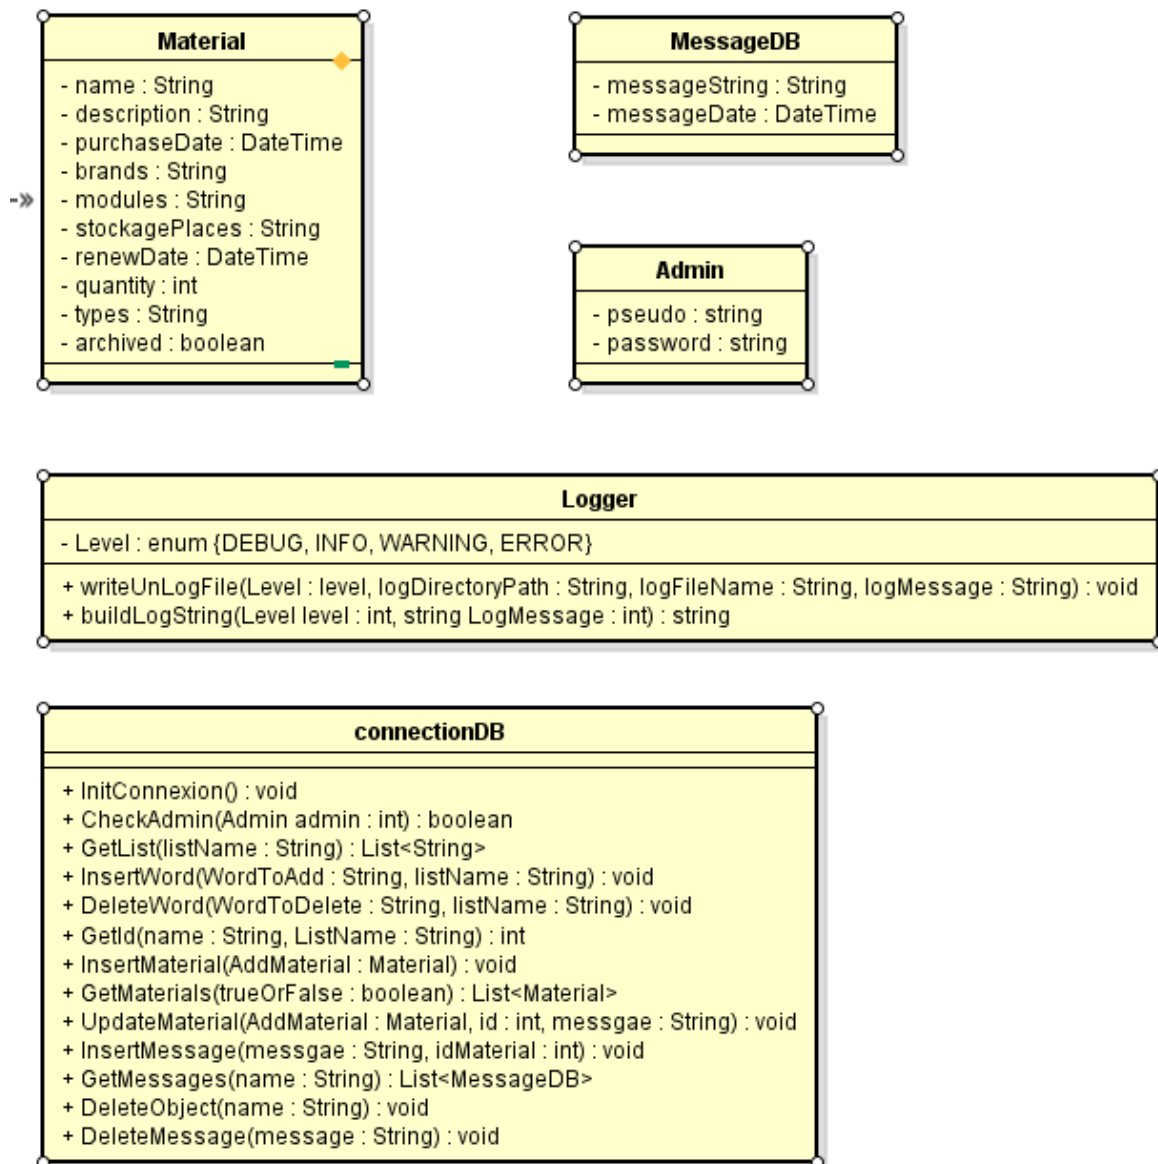 Material
- name : String
- description : String
- purchaseDate : DateTime
- brands : String
- modules : String
- stockagePlaces : String
- renewDate : DateTime
- quantity : int
- types : String
- archived : boolean
MessageDB
- messageString : String
- messageDate : DateTime
Admin
- pseudo : string
- password : string
Logger
- Level : enum {DEBUG, INFO, WARNING, ERROR}
+ writeUnLogFile(Level : level, logDirectoryPath : String, logFileName : String, logMessage : String) : void
+ buildLogString(Level level : int, string LogMessage : int) : string
connectionDB
+ InitConnexion() : void
+ CheckAdmin(Admin admin : int) : boolean
+ GetList(listName : String) : List<String>
+ InsertWord(WordToAdd : String, listName : String) : void
+ DeleteWord(WordToDelete : String, listName : String) : void
+ GetId(name : String, ListName : String) : int
+ InsertMaterial(AddMaterial : Material) : void
+ GetMaterials(trueOrFalse : boolean) : List<Material>
+ UpdateMaterial(AddMaterial : Material, id : int, messgae : String) : void
+ InsertMessage(messgae : String, idMaterial : int) : void
+ GetMessages(name : String) : List<MessageDB>
+ DeleteObject(name : String) : void
+ DeleteMessage(message : String) : void